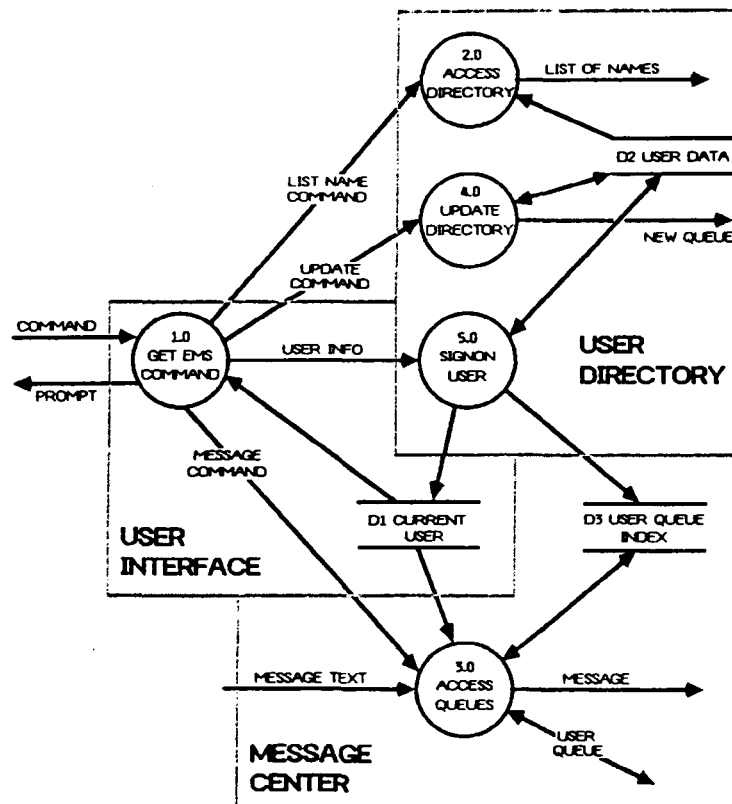 2.0
ACCESS
DIRECTORY
LIST OF NAMES
D2 USER DATA
LIST NAME
COMMAND
4.0
UPDATE
DIRECTORY
NEW QUEUE
UPDATE
COMMAND
COMMAND
1.0
GET EMS
COMMAND
PROMPT
USER INFO
5.0
SIGNON
USER
USER
DIRECTORY
MESSAGE
COMMAND
D1 CURRENT
USER
D3 USER QUEUE
INDEX
USER
INTERFACE
MESSAGE TEXT
3.0
ACCESS
QUEUES
MESSAGE
USER
QUEUE
MESSAGE
CENTER